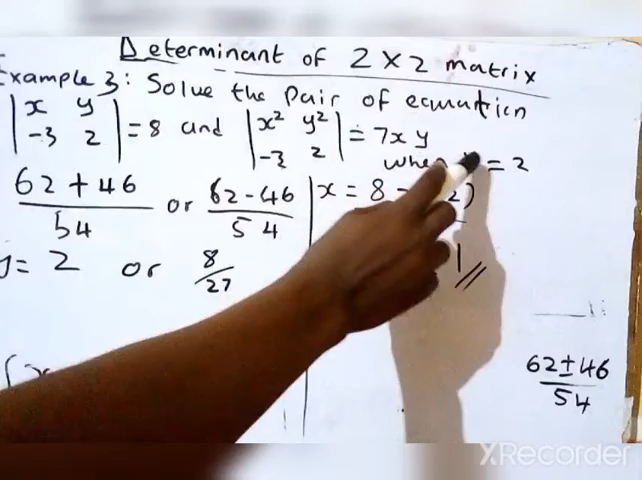 Determinant of 2 x 2 matrix
Example 3: Solve the Pair of equation
|x y| = 8 and |x² y²| = 7xy
|-3 2| |-3 2|
when = 2
62 + 46 or 62 - 46 x = 8 - 2)
54 54
y = 2 or 8/27 1
62 ± 46
54
XRecorder